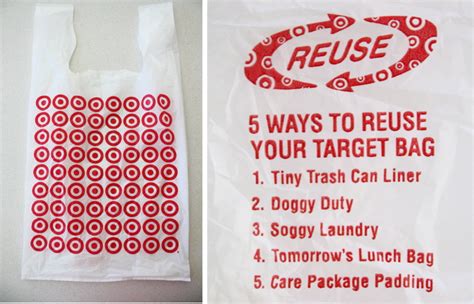 REUSE
5 WAYS TO REUSE
YOUR TARGET BAG
1. Tiny Trash Can Liner
2. Doggy Duty
3. Soggy Laundry
4. Tomorrow's Lunch Bag
5. Care Package Padding